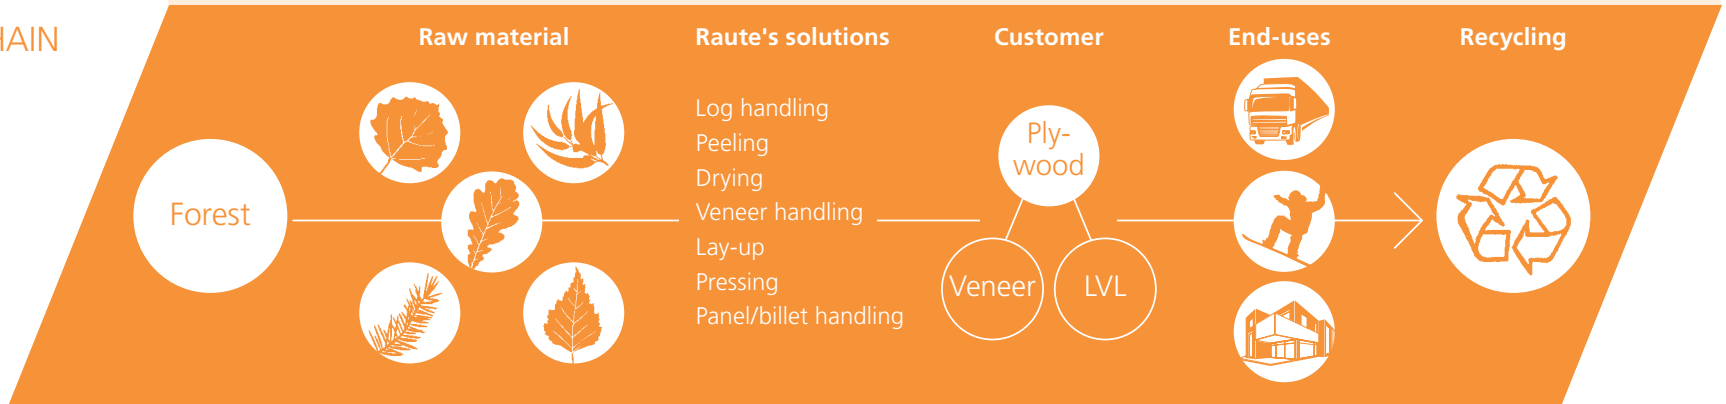 Raw material
Raute's solutions
Customer
End-uses
Recycling
Forest
Log handling
Peeling
Drying
Veneer handling
Lay-up
Pressing
Panel/billet handling
Ply-
wood
Veneer
LVL